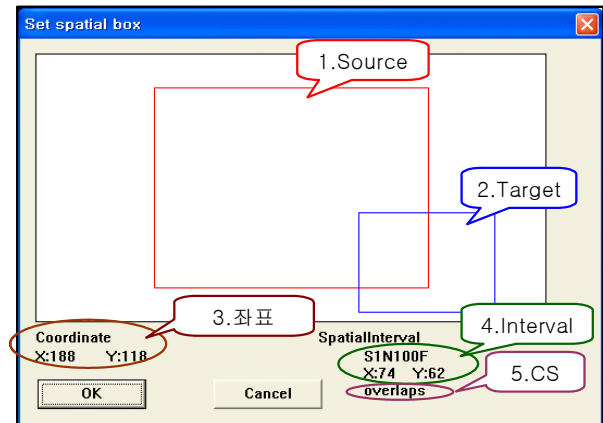 Set spatial box
1.Source
2.Target
3.좌표
Coordinate
X:188 Y:118
SpatialInterval
4.Interval
S1N100F
X:74 Y:62
overlaps
5.CS
OK
Cancel